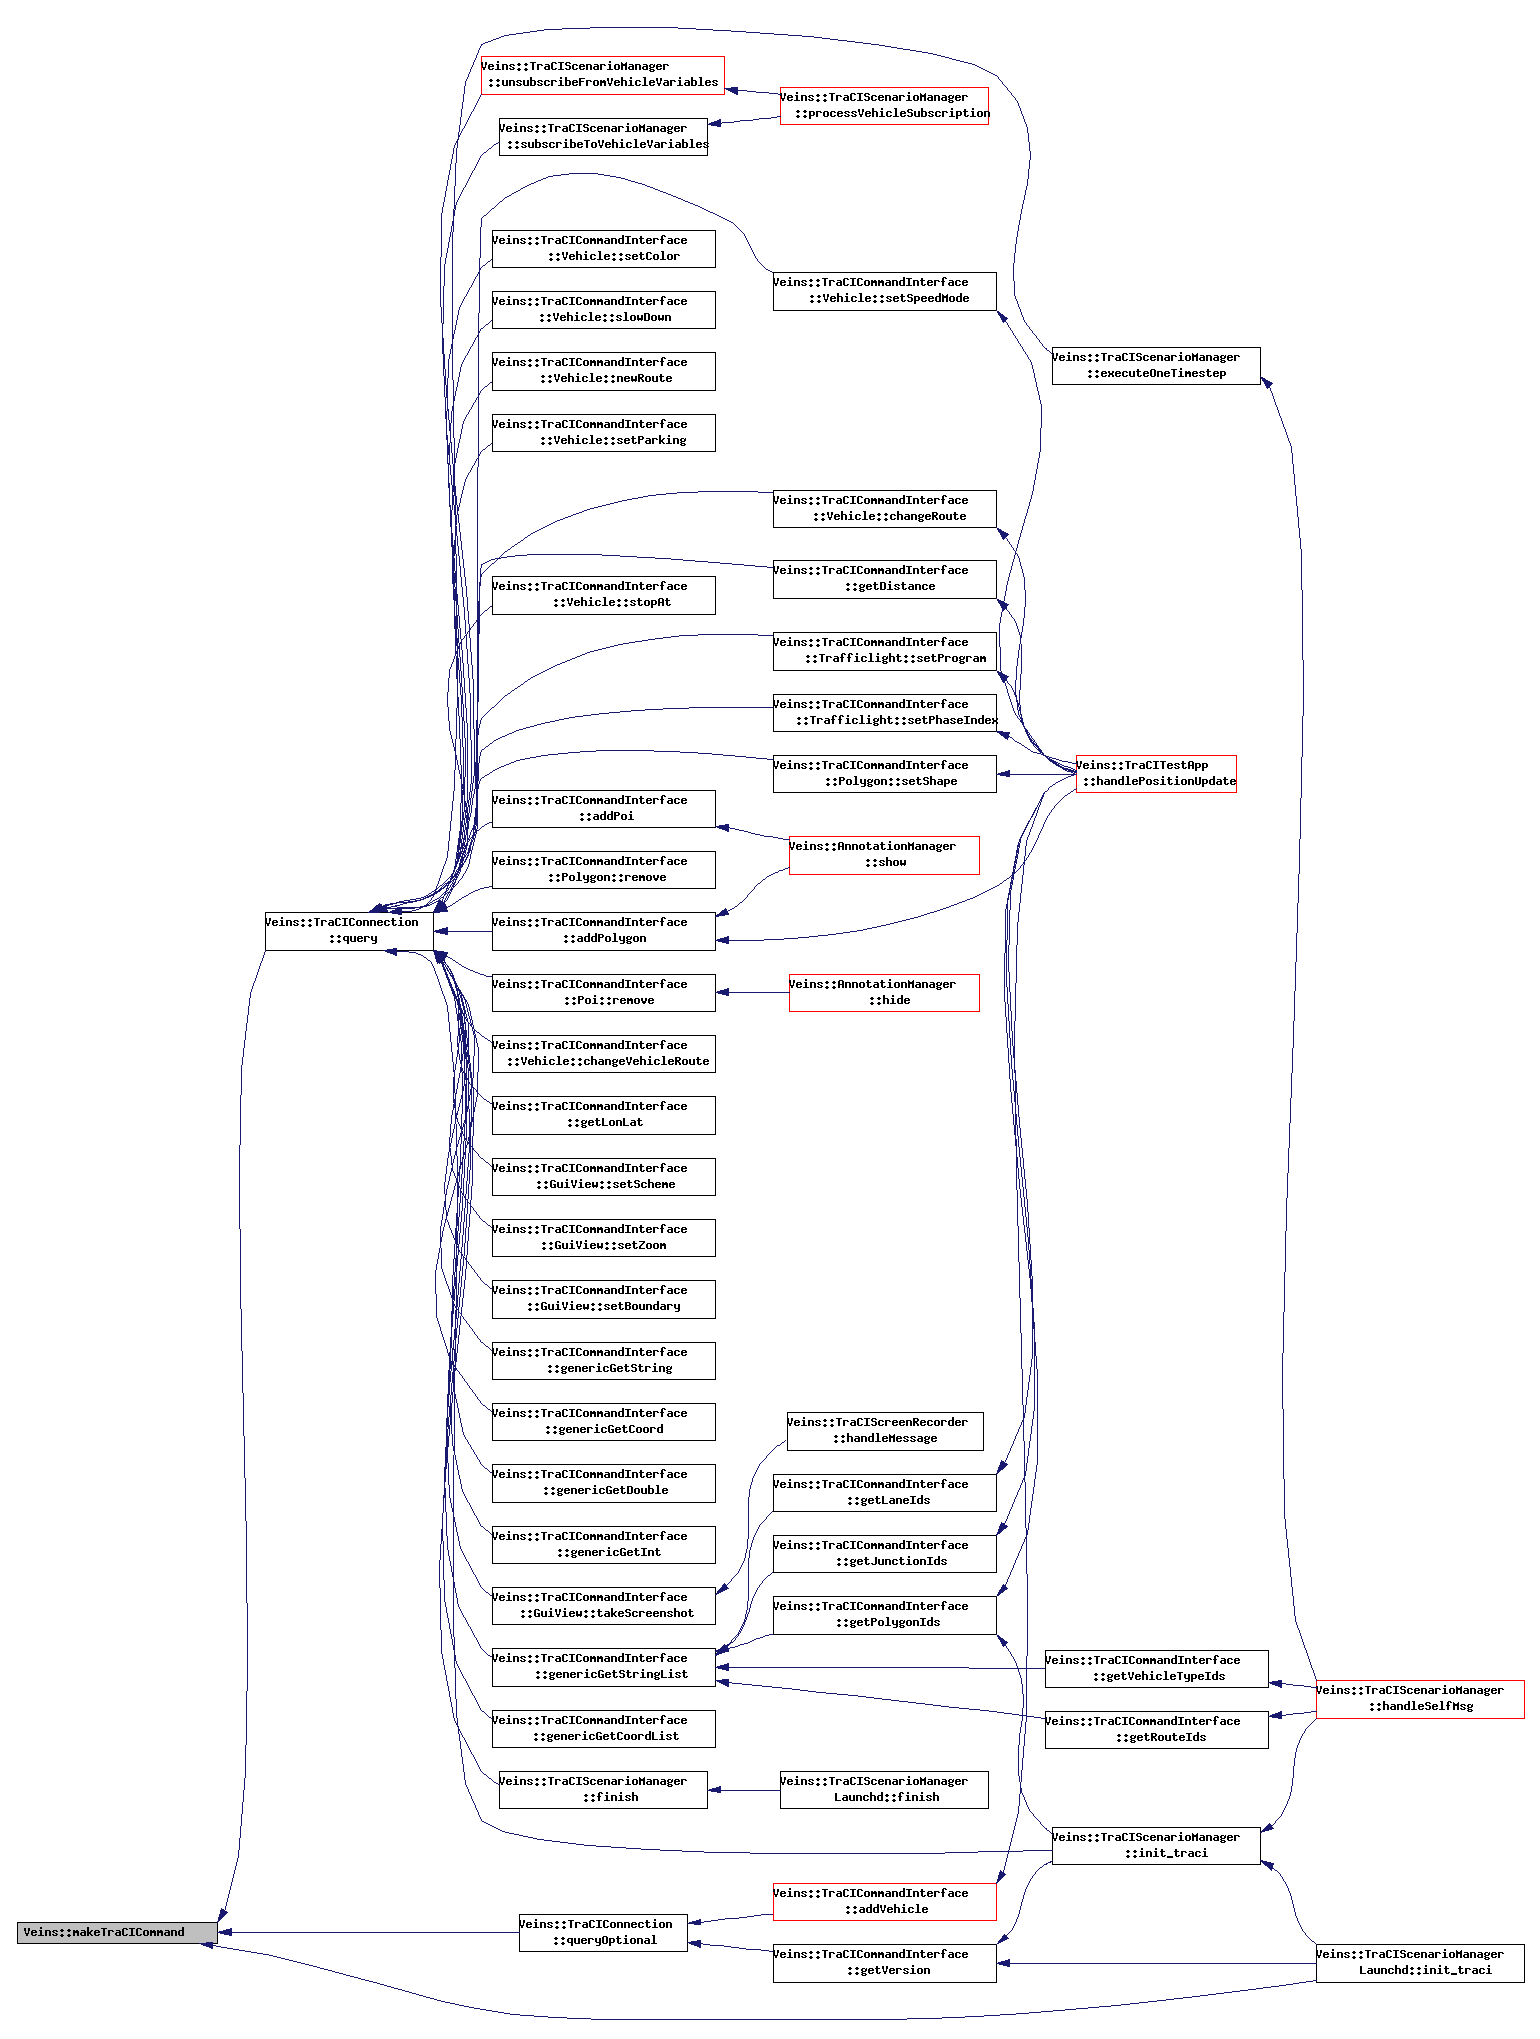 Veins::TraCIScenarioManager
::unsubscribeFromVehicleVariables
Veins::TraCIScenarioManager
::processVehicleSubscription
Veins::TraCIScenarioManager
::subscribeToVehicleVariables
Veins::TraCICommandInterface
::Vehicle::setColor
Veins::TraCICommandInterface
::Vehicle::setSpeedMode
Veins::TraCICommandInterface
::Vehicle::slowDown
Veins::TraCIScenarioManager
::executeOneTimestep
Veins::TraCICommandInterface
::Vehicle::newRoute
Veins::TraCICommandInterface
::Vehicle::setParking
Veins::TraCICommandInterface
::Vehicle::changeRoute
Veins::TraCICommandInterface
::getDistance
Veins::TraCICommandInterface
::Vehicle::stopAt
Veins::TraCICommandInterface
::Trafficlight::setProgram
Veins::TraCICommandInterface
::Trafficlight::setPhaseIndex
Veins::TraCICommandInterface
::Polygon::setShape
Veins::TraCITestApp
::handlePositionUpdate
Veins::TraCICommandInterface
::addPoi
Veins::AnnotationManager
::show
Veins::TraCICommandInterface
::Polygon::remove
Veins::TraCIConnection
::query
Veins::TraCICommandInterface
::addPolygon
Veins::TraCICommandInterface
::Poi::remove
Veins::AnnotationManager
::hide
Veins::TraCICommandInterface
::Vehicle::changeVehicleRoute
Veins::TraCICommandInterface
::getLonLat
Veins::TraCICommandInterface
::GuiView::setScheme
Veins::TraCICommandInterface
::GuiView::setZoom
Veins::TraCICommandInterface
::GuiView::setBoundary
Veins::TraCICommandInterface
::genericGetString
Veins::TraCICommandInterface
::genericGetCoord
Veins::TraCIScreenRecorder
::handleMessage
Veins::TraCICommandInterface
::genericGetDouble
Veins::TraCICommandInterface
::getLaneIds
Veins::TraCICommandInterface
::genericGetInt
Veins::TraCICommandInterface
::getJunctionIds
Veins::TraCICommandInterface
::GuiView::takeScreenshot
Veins::TraCICommandInterface
::getPolygonIds
Veins::TraCICommandInterface
::genericGetStringList
Veins::TraCICommandInterface
::getVehicleTypeIds
Veins::TraCIScenarioManager
::handleSelfMsg
Veins::TraCICommandInterface
::genericGetCoordList
Veins::TraCICommandInterface
::getRouteIds
Veins::TraCIScenarioManager
::finish
Veins::TraCIScenarioManager
Launchd::finish
Veins::TraCIScenarioManager
::init_traci
Veins::TraCICommandInterface
::addVehicle
Veins::makeTraCICommand
Veins::TraCIConnection
::queryOptional
Veins::TraCICommandInterface
::getVersion
Veins::TraCIScenarioManager
Launchd::init_traci